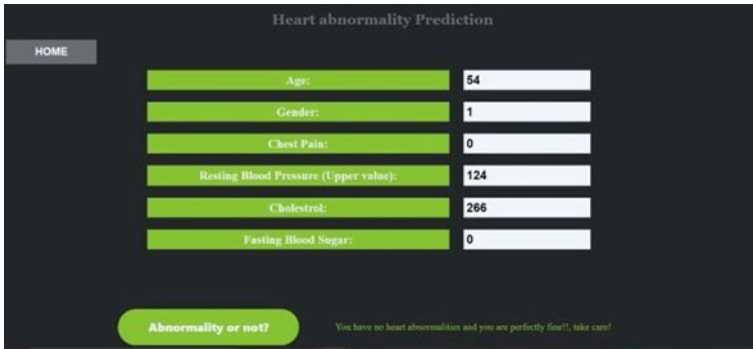 Heart abnormality Prediction
HOME
Age: 54
Gender: 1
Chest Pain: 0
Resting Blood Pressure (Upper value): 124
Cholestrol: 266
Fasting Blood Sugar: 0
Abnormality or not? You have no heart abnormalities and you are perfectly fine!!, take care!